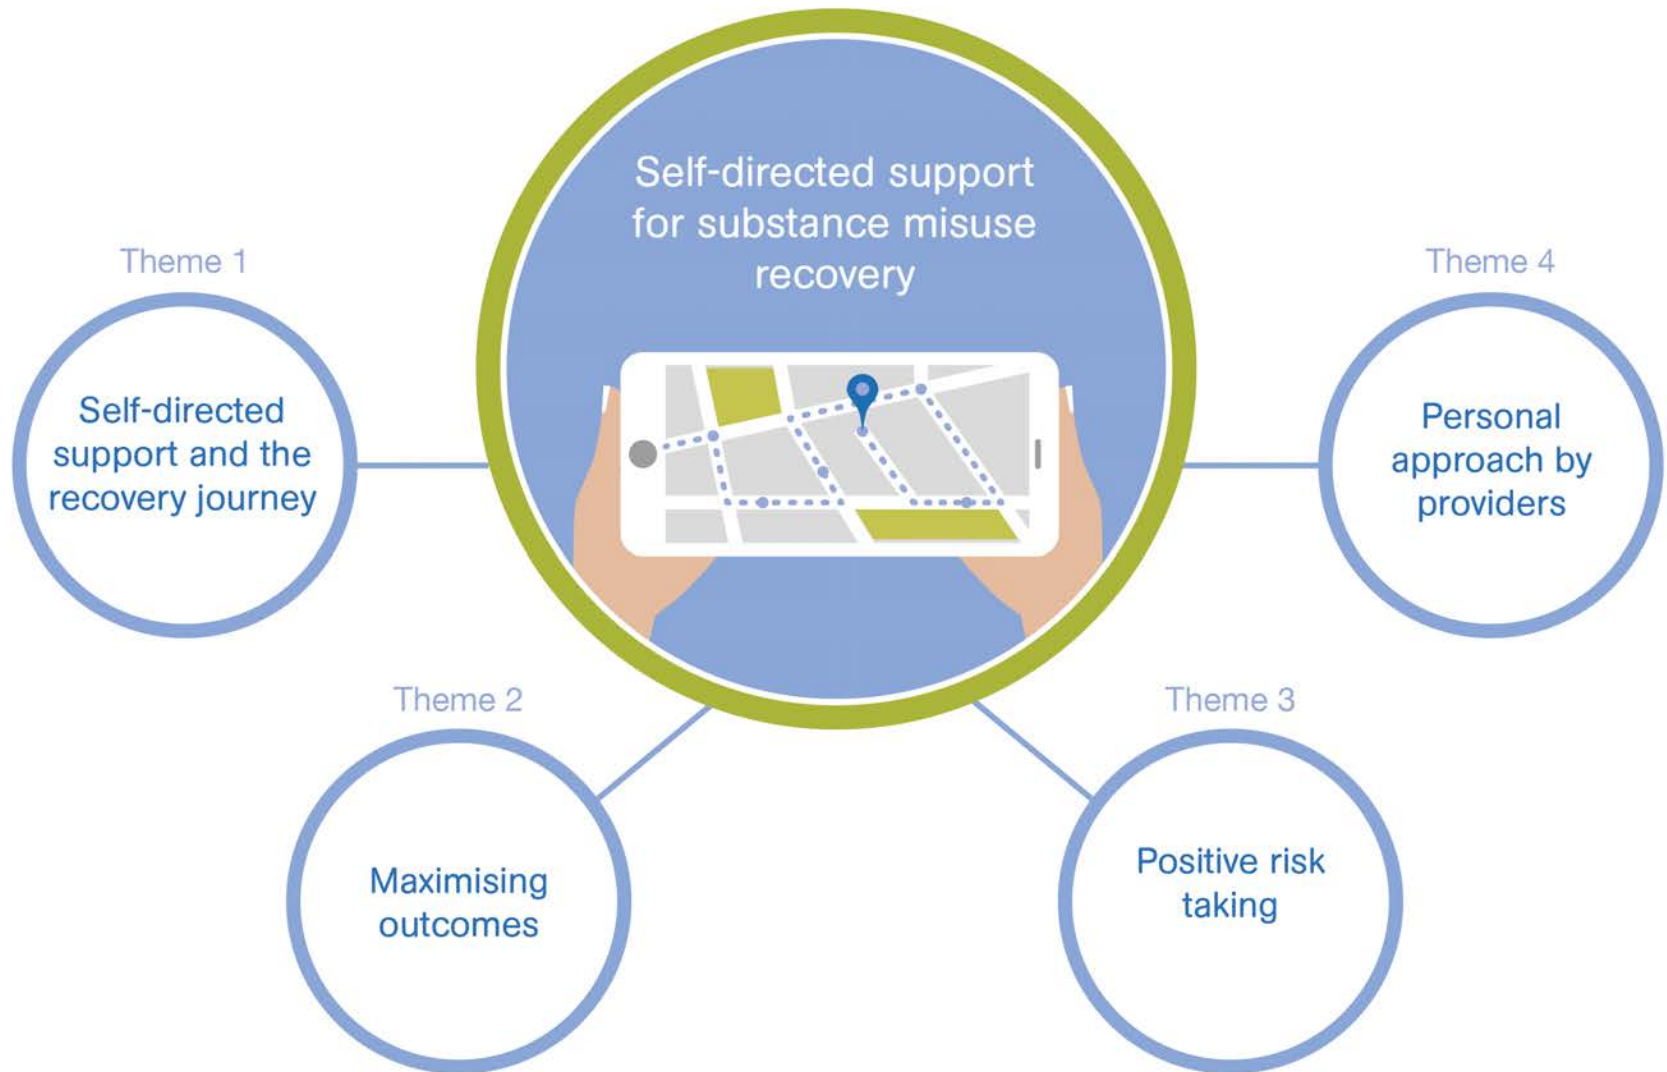 Self-directed support
for substance misuse
recovery
Theme 1
Self-directed
support and the
recovery journey
Theme 2
Maximising
outcomes
Theme 3
Positive risk
taking
Theme 4
Personal
approach by
providers